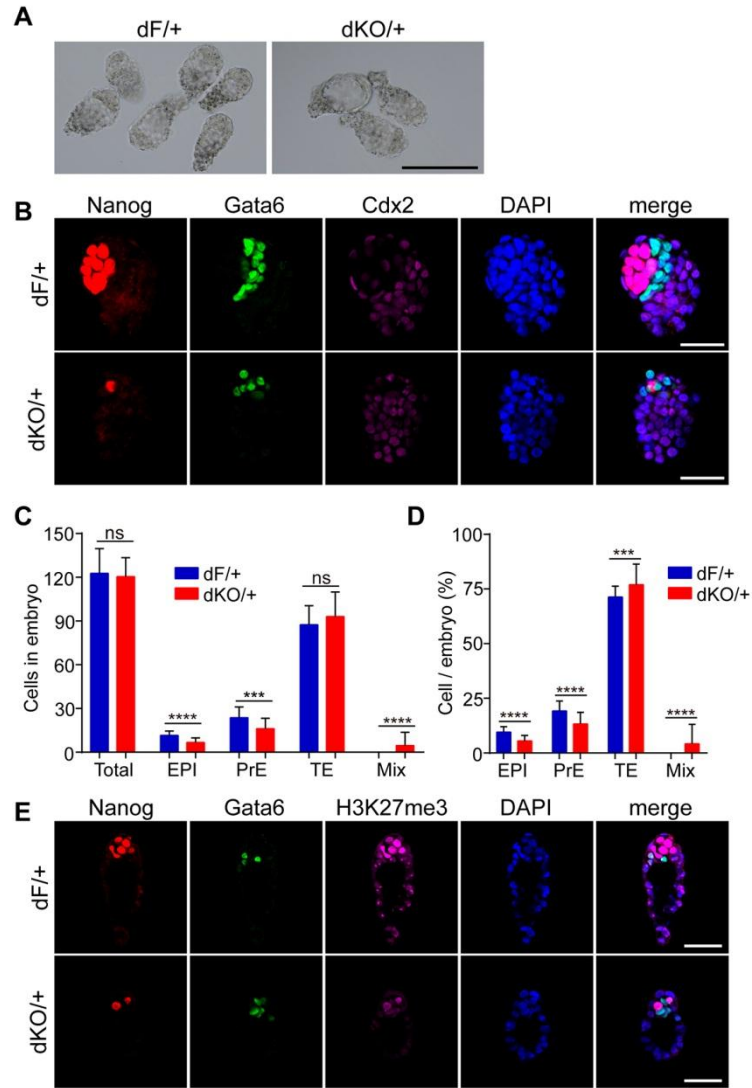 A
dF/+ dKO/+
B
Nanog Gata6 Cdx2 DAPI merge
dF/+
dKO/+
C
150
120
90
60
30
0
Cells in embryo
ns
****
***
ns
****
dF/+
dKO/+
Total EPI PrE TE Mix
D
100
75
50
25
0
Cell / embryo (%)
****
****
***
****
dF/+
dKO/+
EPI PrE TE Mix
E
Nanog Gata6 H3K27me3 DAPI merge
dF/+
dKO/+